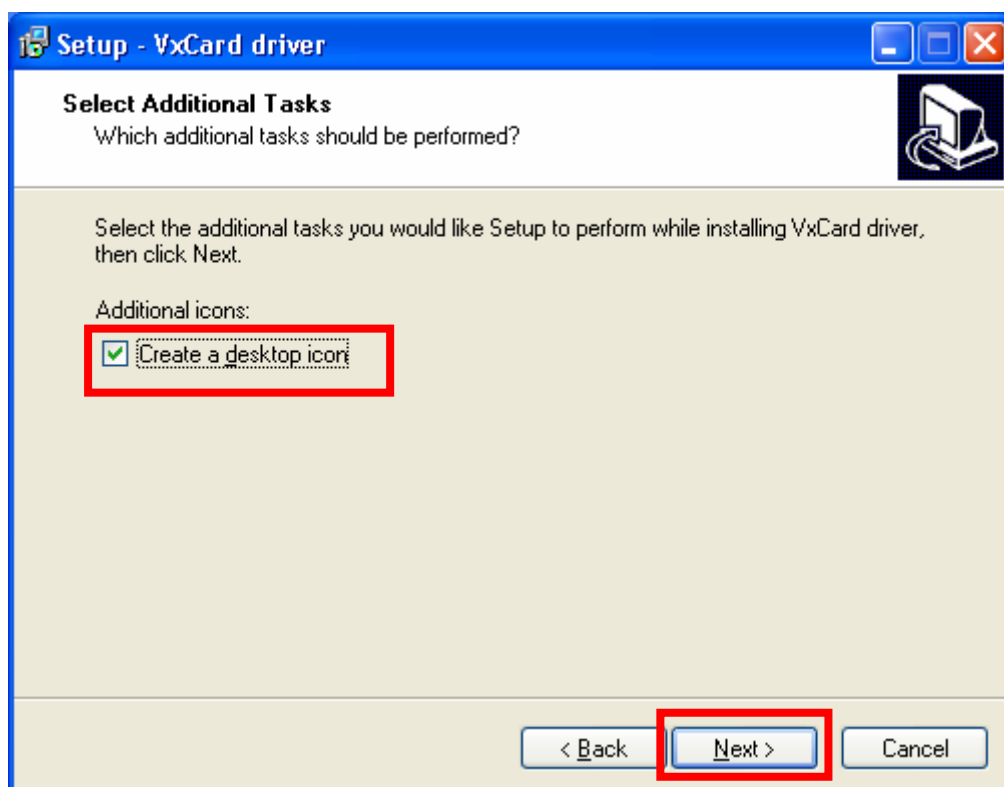 Setup - VxCard driver
Select Additional Tasks
Which additional tasks should be performed?
Select the additional tasks you would like Setup to perform while installing VxCard driver,
then click Next.
Additional icons:
Create a desktop icon
< Back
Next >
Cancel